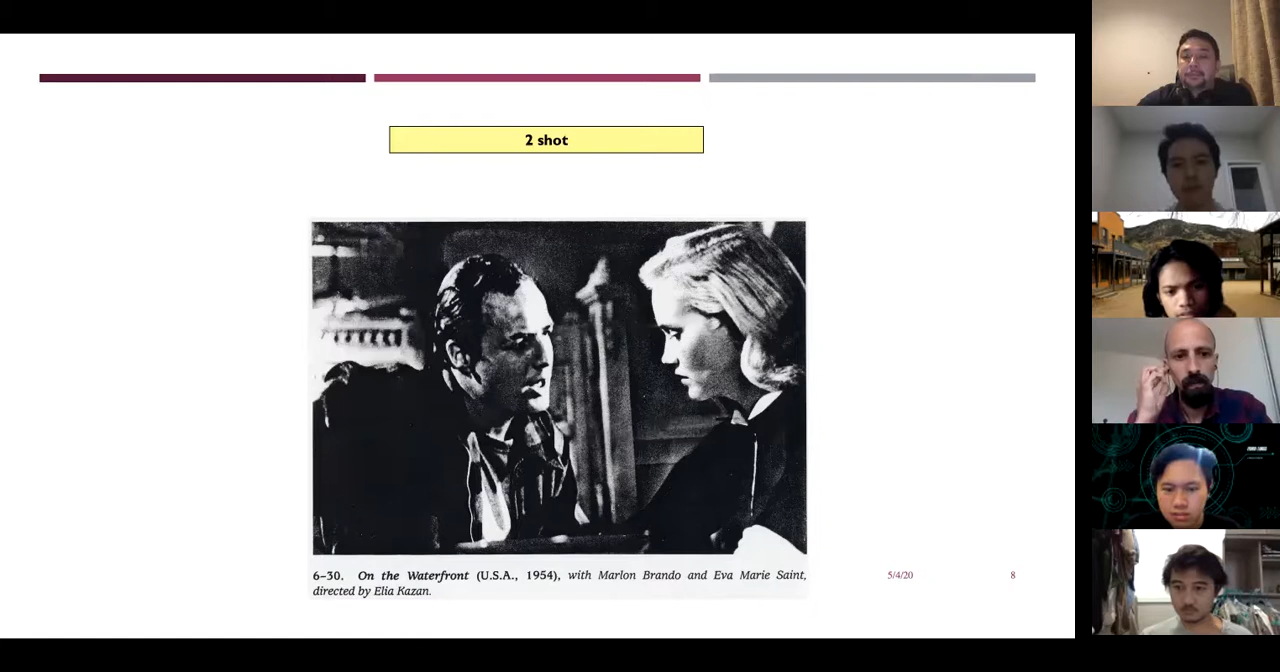 2 shot
6–30. On the Waterfront (U.S.A., 1954), with Marlon Brando and Eva Marie Saint,
directed by Elia Kazan.
5/4/20
8